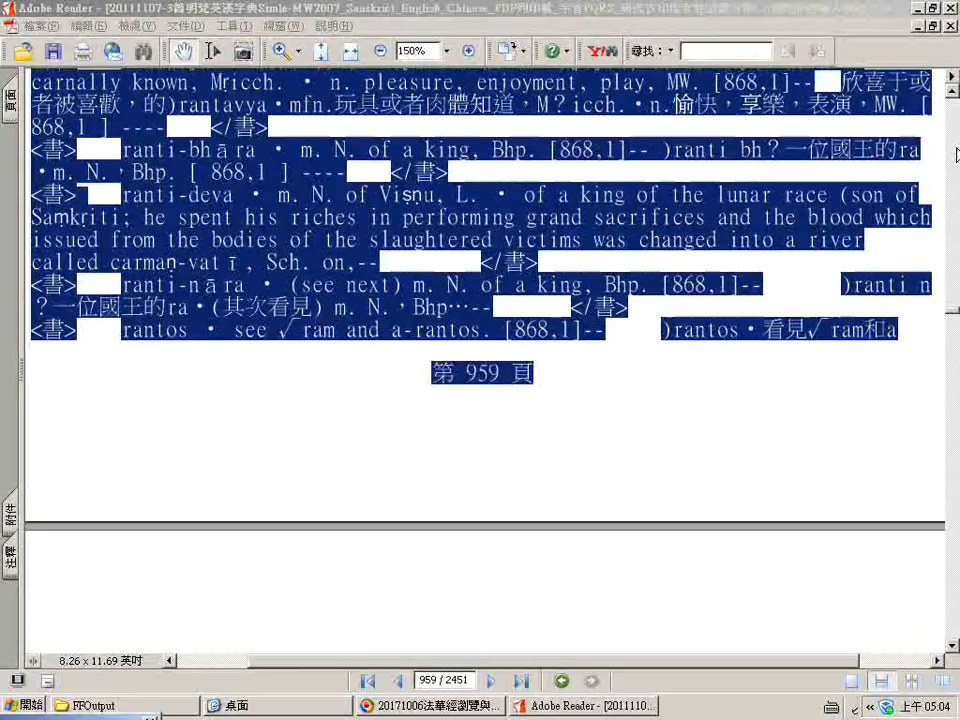 Adobe Reader - [20111107-3首明梵英漢字典Simle-MW2007_Sanskrit_English_Chinese_PDF
檔案(F) 編輯(E) 檢視(V) 文件(D) 工具(T) 視窗(W) 說明(H)
150% 尋找:
頁面
carnally known, Mṛicch. • n. pleasure, enjoyment, play, MW. [868,1]-- 欣喜于或
者被喜歡，的)rantavya•mfn.玩具或者肉體知道，M？icch.•n.愉快，享樂，表演，MW. [
868,1 ] ---- </書>
<書> ranti-bhāra • m. N. of a king, Bhp. [868,1]-- )ranti bh？一位國王的ra
•m. N.，Bhp. [ 868,1 ] ---- </書>
<書> ranti-deva • m. N. of Viṣṇu, L. • of a king of the lunar race (son of
Saṃkriti; he spent his riches in performing grand sacrifices and the blood which
issued from the bodies of the slaughtered victims was changed into a river
called carmaṇ-vatī, Sch. on,-- </書>
<書> ranti-nāra • (see next) m. N. of a king, Bhp. [868,1]-- )ranti n
？一位國王的ra•(其次看見) m. N.，Bhp…-- </書>
<書> rantos • see √ram and a-rantos. [868,1]-- )rantos•看見√ram和a
第 959 頁
附件
注釋
8.26 x 11.69 英吋
959 / 2451
開始 FFOutput 桌面 20171006法華經瀏覽與... Adobe Reader - [2011110... 上午 05:04